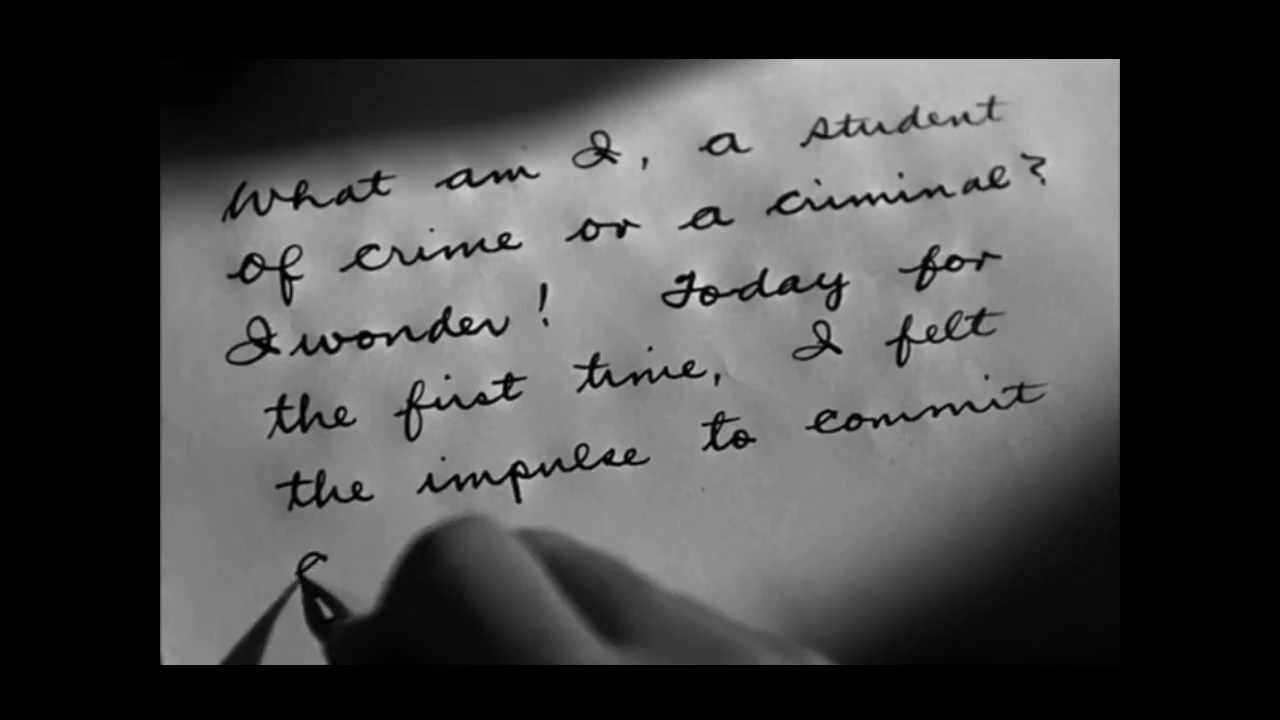 What am I, a student
of crime or a criminal?
I wonder! Today for
the first time, I felt
the impulse to commit